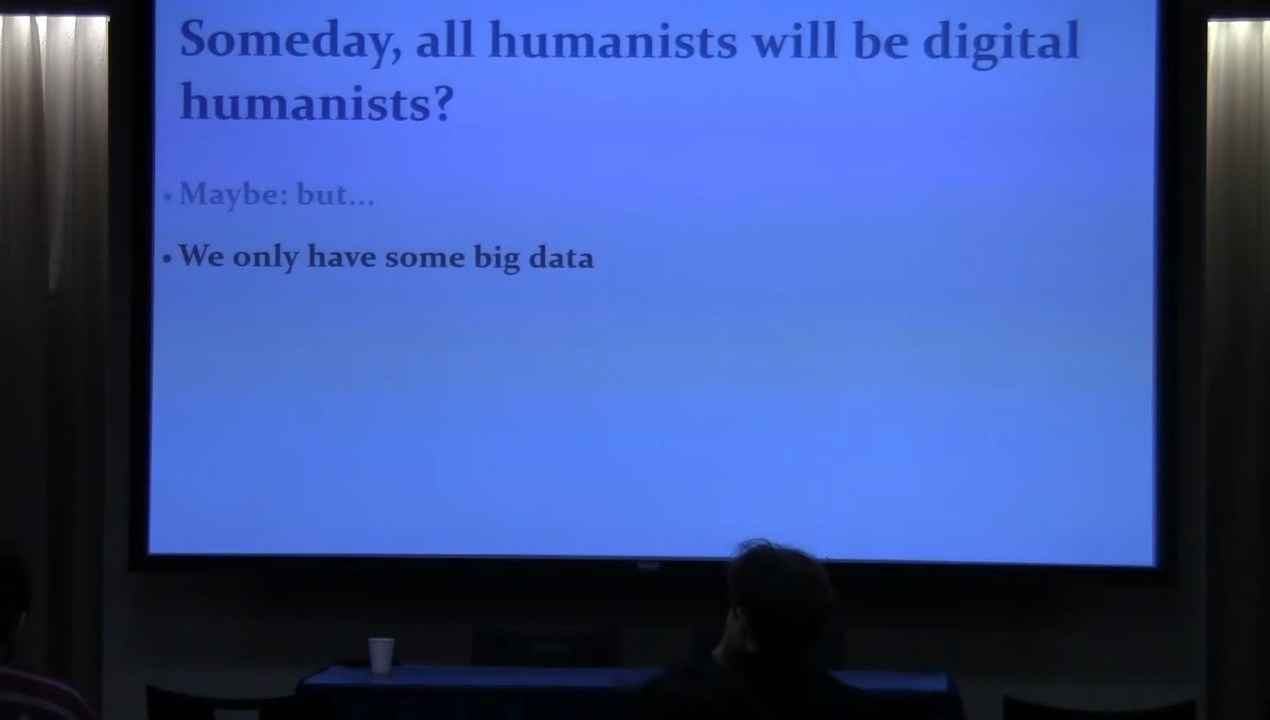 Someday, all humanists will be digital
humanists?
• Maybe: but...
• We only have some big data